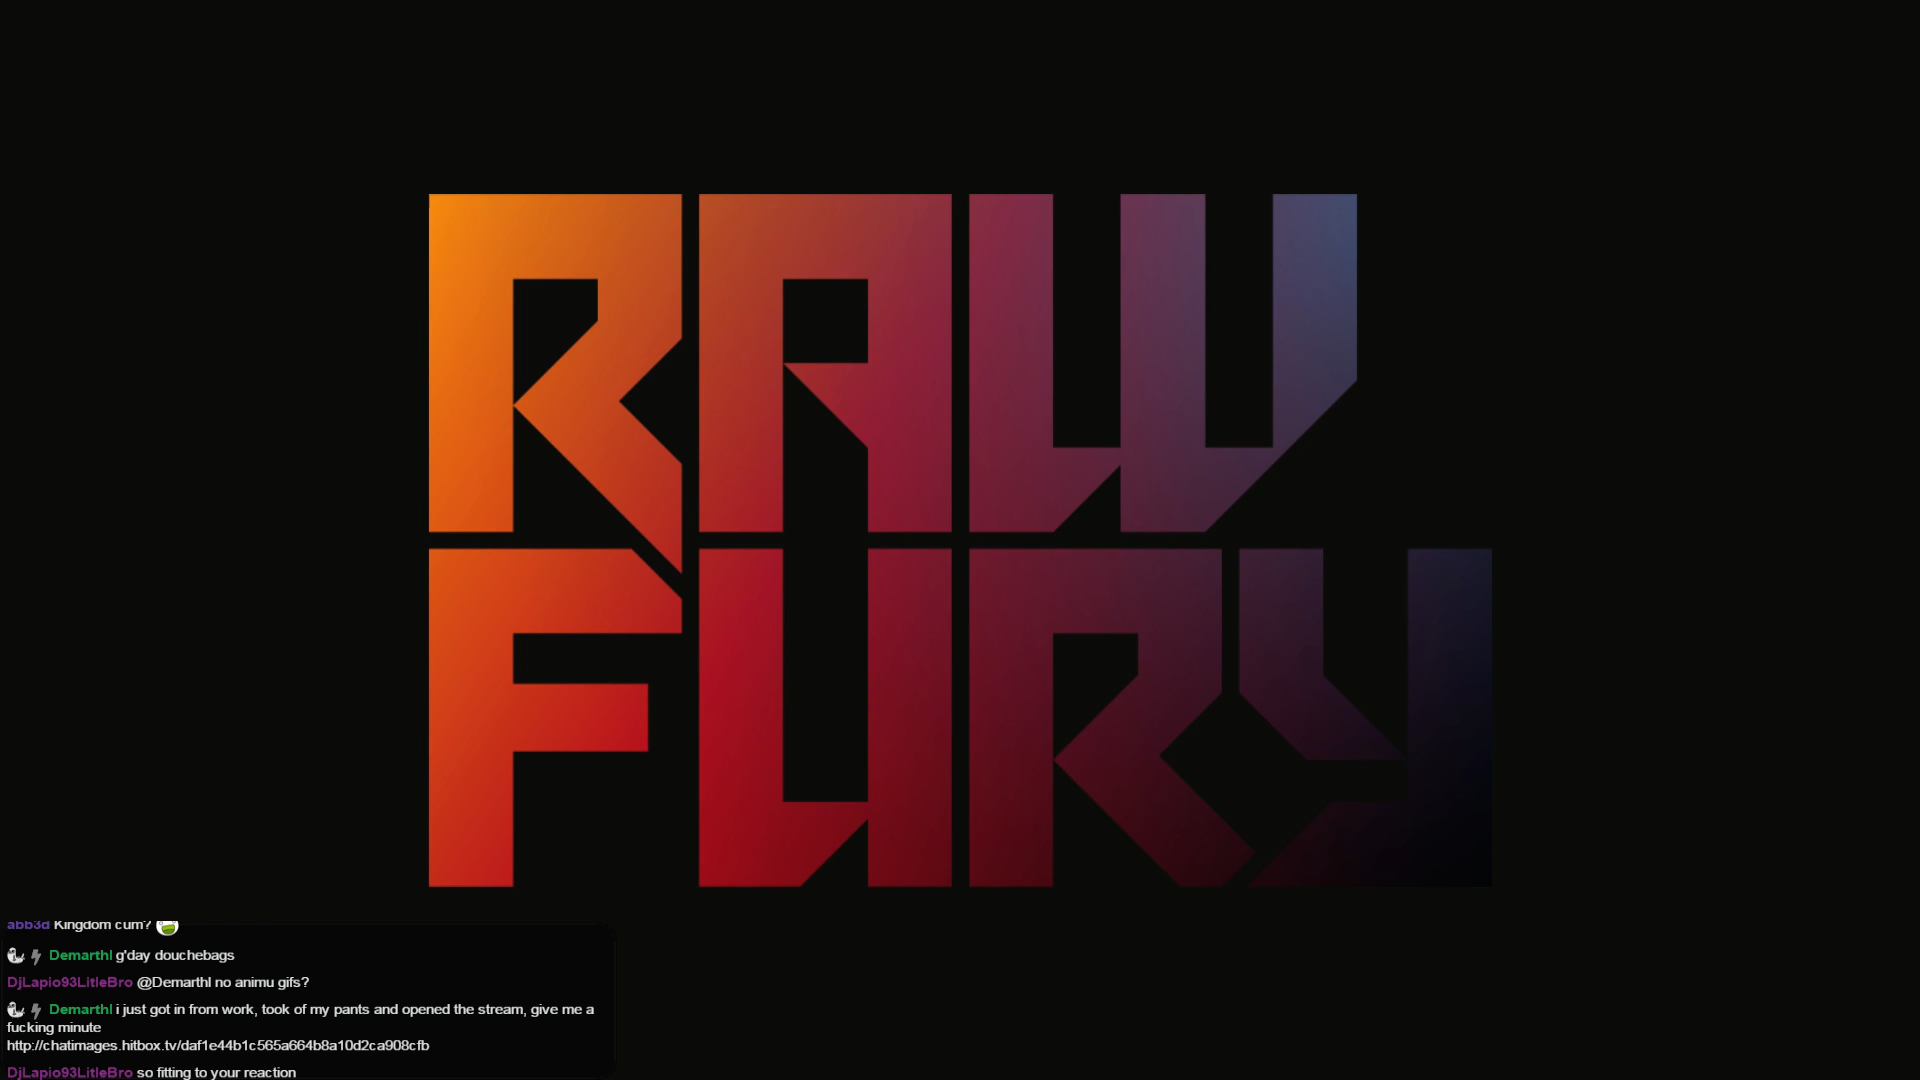 RAW
FURY
abb3d Kingdom cum?
Demarthl g'day douchebags
DjLapio93LitleBro @Demarthl no animu gifs?
Demarthl i just got in from work, took of my pants and opened the stream, give me a
fucking minute
http://chatimages.hitbox.tv/daf1e44b1c565a664b8a10d2ca908cfb
DjLapio93LitleBro so fitting to your reaction